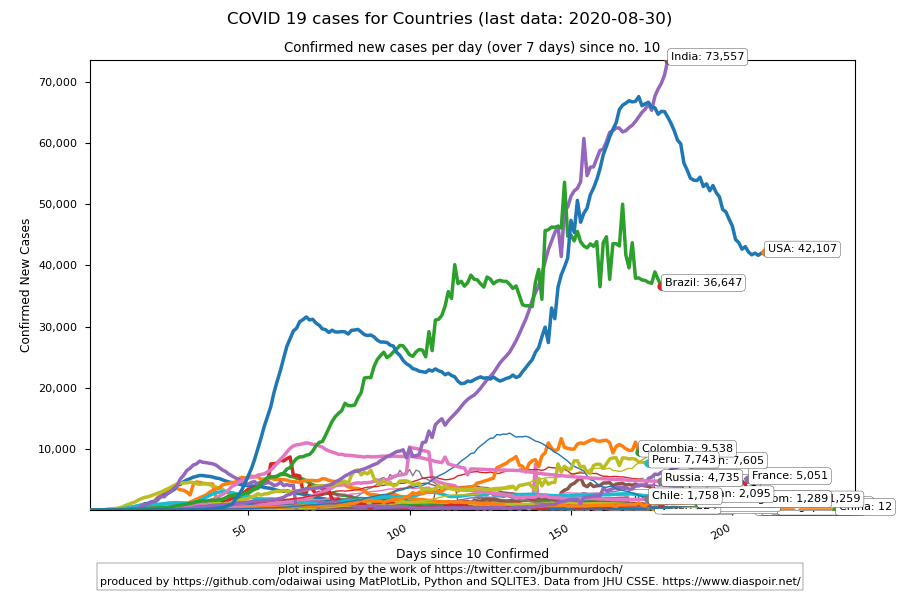 COVID 19 cases for Countries (last data: 2020-08-30)
Confirmed new cases per day (over 7 days) since no. 10
India: 73,557
70,000
60,000
50,000
USA: 42,107
40,000
Brazil: 36,647
30,000
20,000
10,000
Colombia: 9,538
Peru: 7,743
n: 7,605
France: 5,051
Russia: 4,735
Chile: 1,758
an: 2,095
om: 1,289
1,259
China: 12
50
100
150
200
Confirmed New Cases
Days since 10 Confirmed
plot inspired by the work of https://twitter.com/jburnmurdoch/
produced by https://github.com/odaiwai using MatPlotLib, Python and SQLITE3. Data from JHU CSSE. https://www.diaspoir.net/